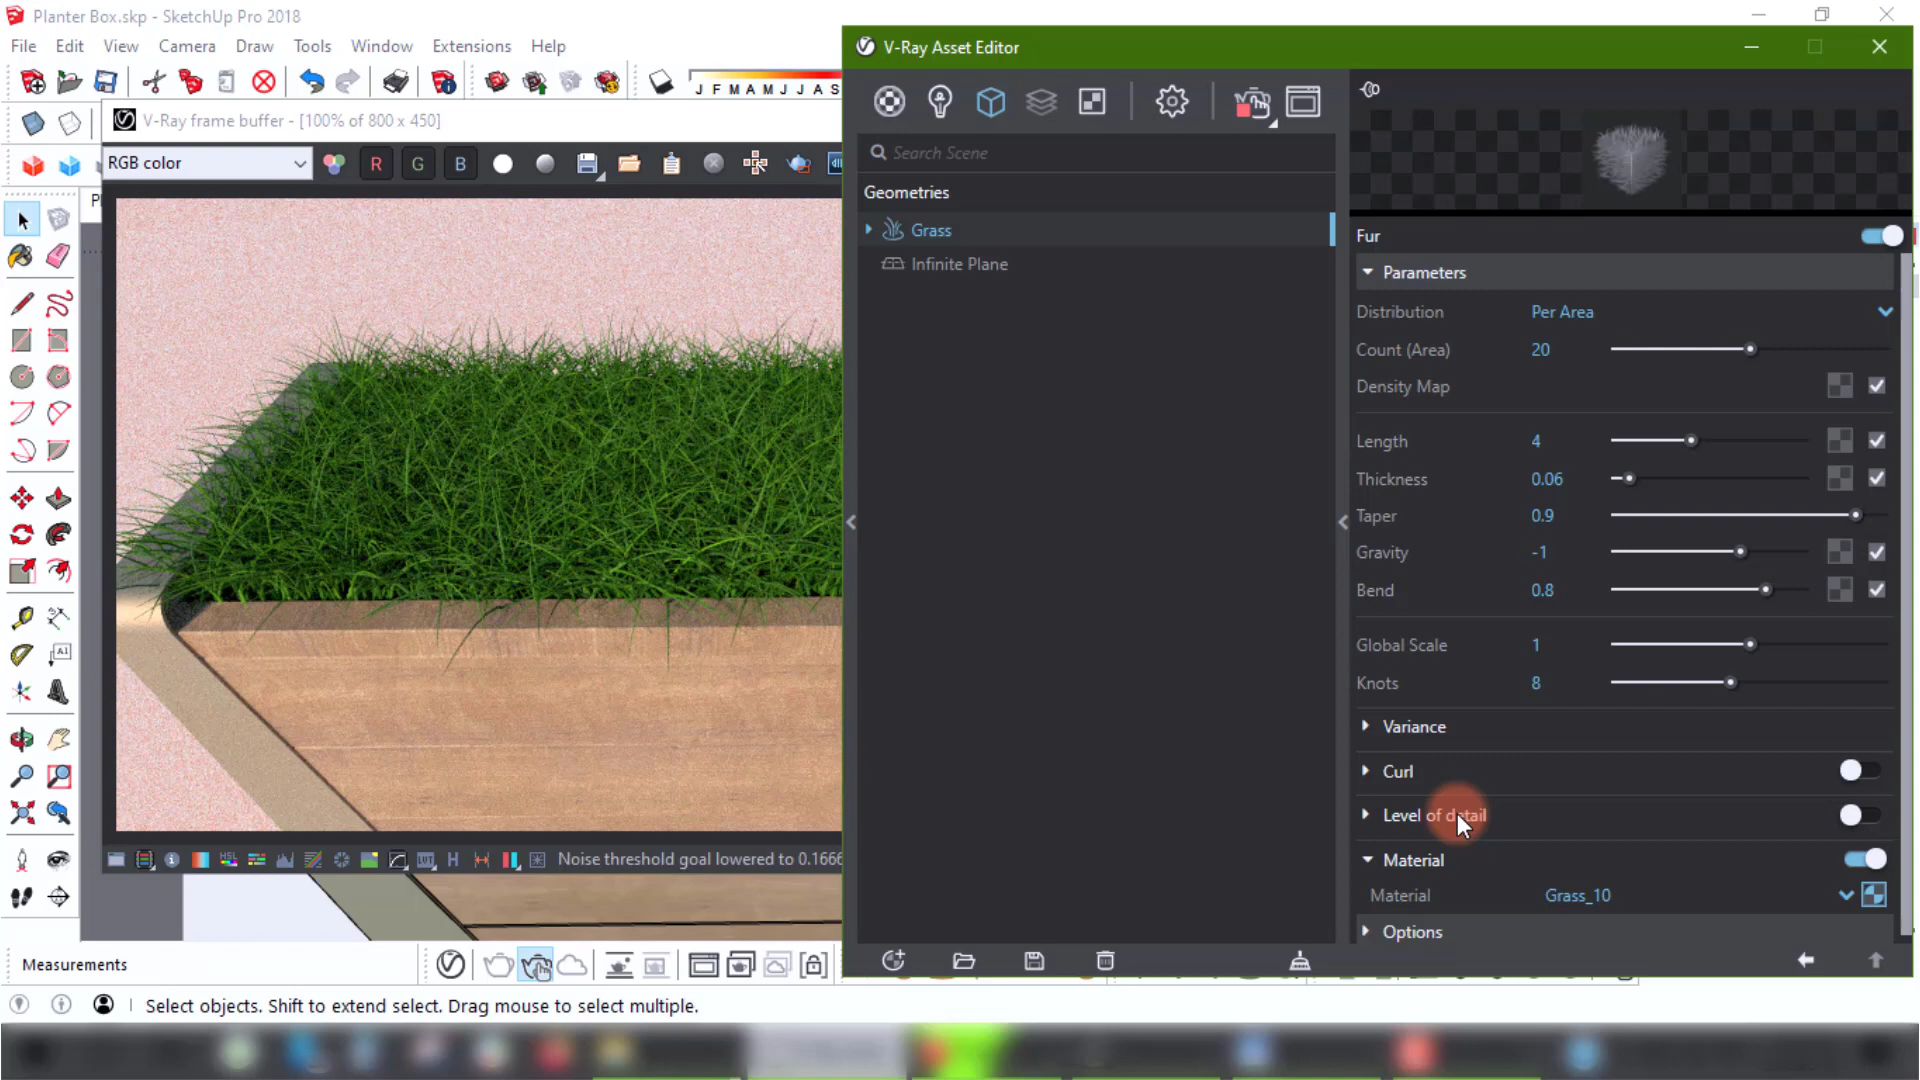 Planter Box.skp - SketchUp Pro 2018
File Edit View Camera Draw Tools Window Extensions Help
J F M A M J J A S
V-Ray frame buffer - [100% of 800 x 450]
RGB color
R G B
Noise threshold goal lowered to 0.1666
V-Ray Asset Editor
Search Scene
Geometries
Grass
Infinite Plane
Fur
Parameters
Distribution Per Area
Count (Area) 20
Density Map
Length 4
Thickness 0.06
Taper 0.9
Gravity -1
Bend 0.8
Global Scale 1
Knots 8
Variance
Curl
Level of detail
Material
Material Grass_10
Options
Measurements
Select objects. Shift to extend select. Drag mouse to select multiple.